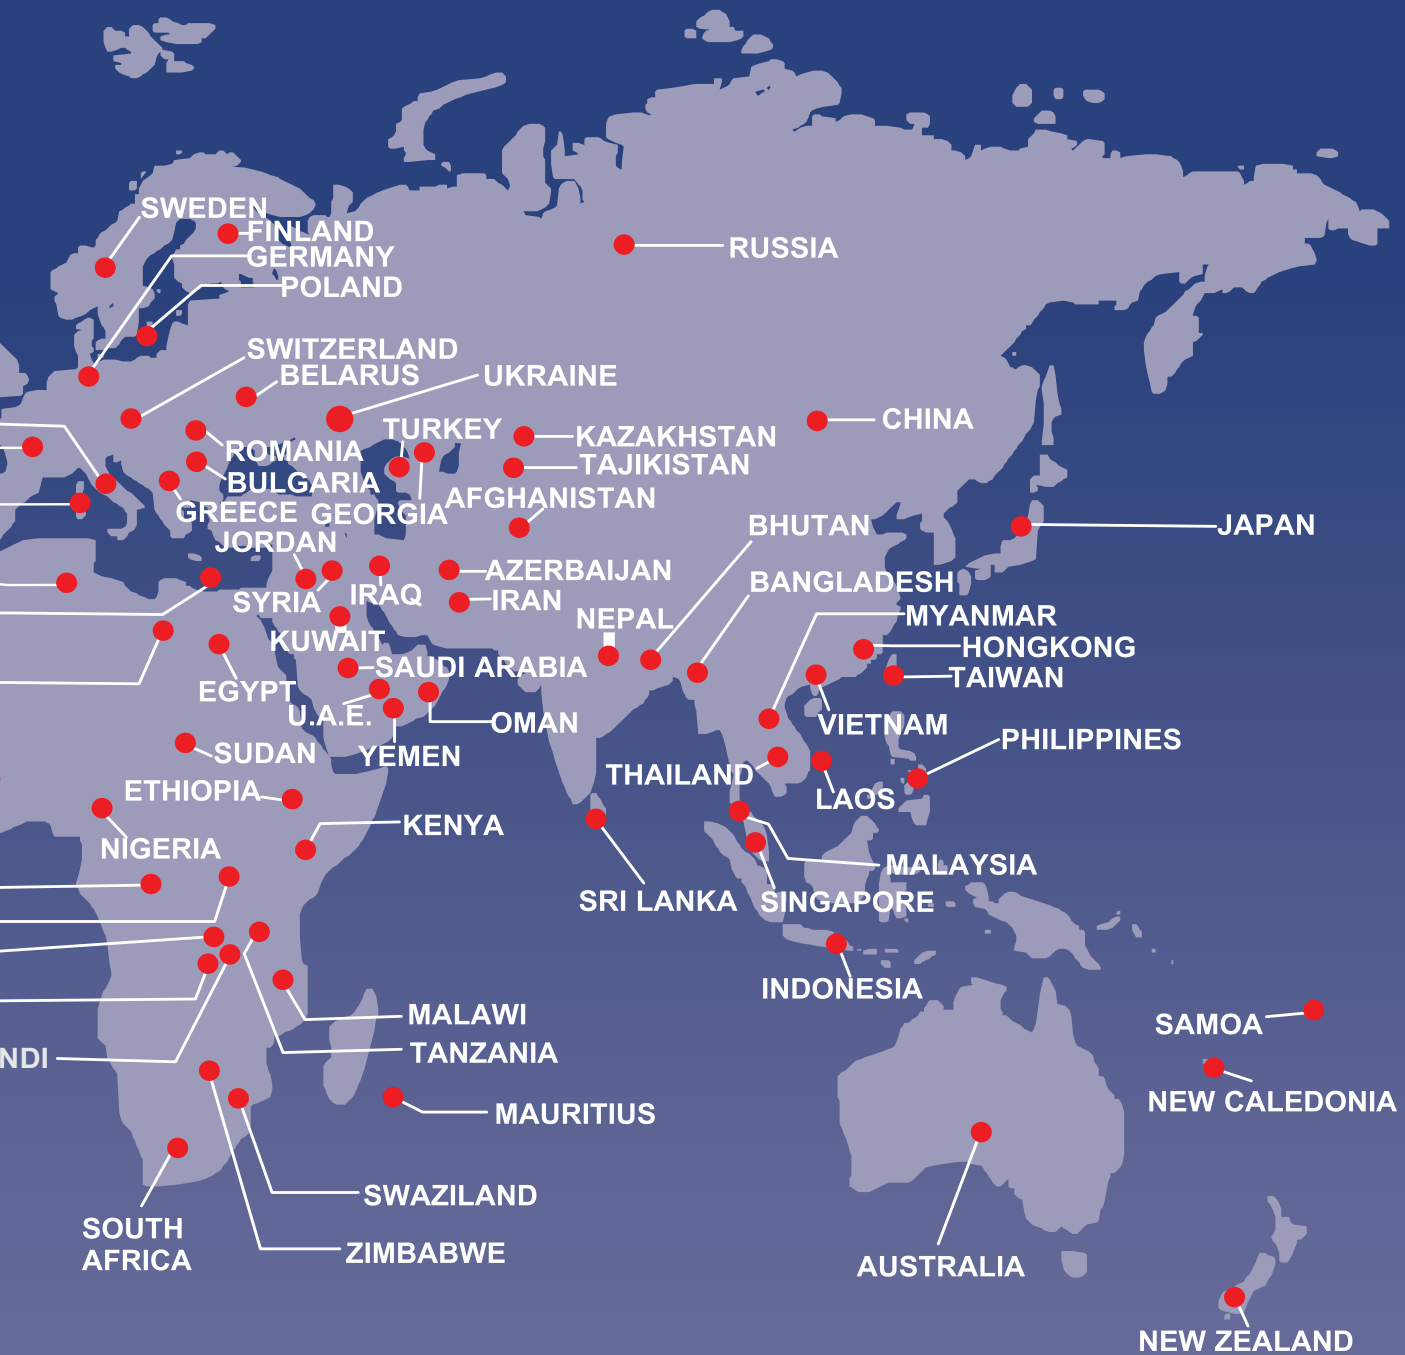 SWEDEN
FINLAND
GERMANY
RUSSIA
POLAND
SWITZERLAND
BELARUS
UKRAINE
CHINA
TURKEY
KAZAKHSTAN
ROMANIA
TAJIKISTAN
BULGARIA
AFGHANISTAN
GREECE
GEORGIA
BHUTAN
JAPAN
JORDAN
AZERBAIJAN
BANGLADESH
IRAQ
SYRIA
IRAN
MYANMAR
NEPAL
KUWAIT
HONGKONG
SAUDI ARABIA
TAIWAN
EGYPT
U.A.E.
OMAN
VIETNAM
PHILIPPINES
SUDAN
YEMEN
THAILAND
ETHIOPIA
LAOS
KENYA
NIGERIA
MALAYSIA
SRI LANKA
SINGAPORE
INDONESIA
MALAWI
SAMOA
TANZANIA
NDI
NEW CALEDONIA
MAURITIUS
SWAZILAND
SOUTH
AFRICA
ZIMBABWE
AUSTRALIA
NEW ZEALAND